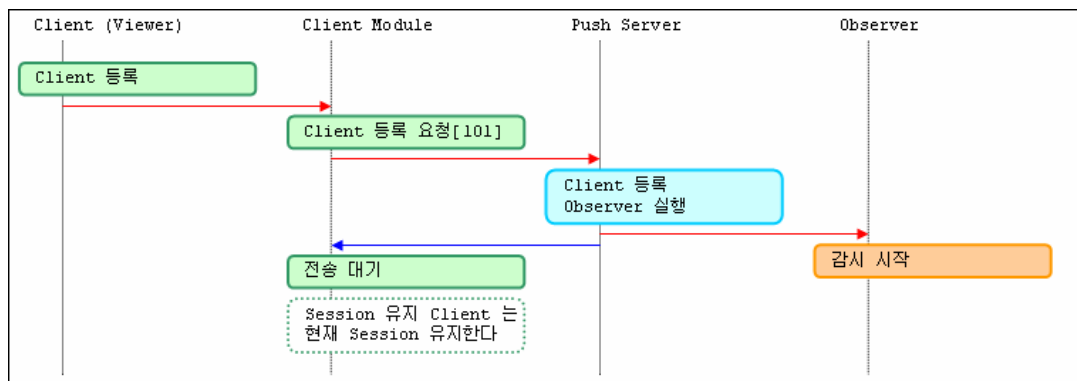 Client (Viewer)
Client Module
Push Server
Observer
Client 등록
Client 등록 요청[101]
Client 등록
Observer 실행
전송 대기
감시 시작
Session 유지 Client 는
현재 Session 유지한다